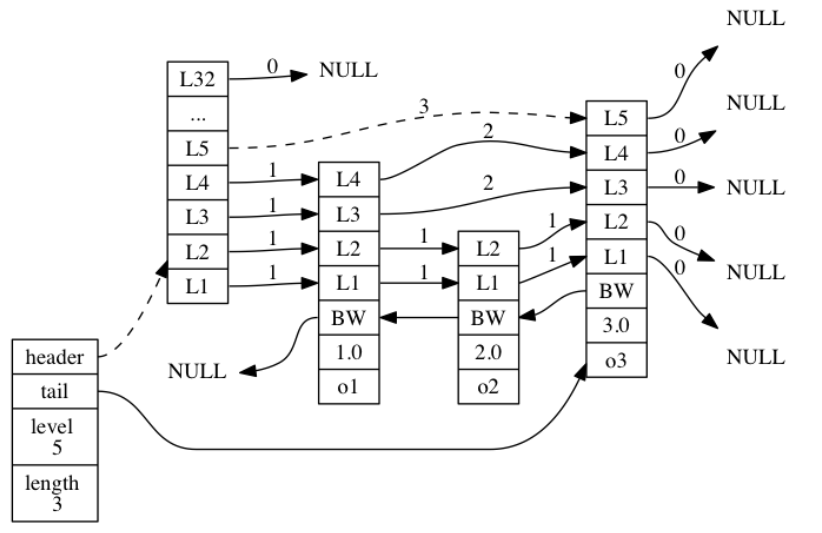 NULL
L32
0
NULL
...
L5
3
L5
0
L4
1
L4
2
L4
0
NULL
L3
1
L3
2
L3
0
NULL
L2
1
L2
1
L2
1
L2
0
NULL
L1
1
L1
1
L1
1
L1
0
NULL
BW
BW
BW
NULL
1.0
2.0
3.0
o1
o2
o3
header
tail
level
5
length
3